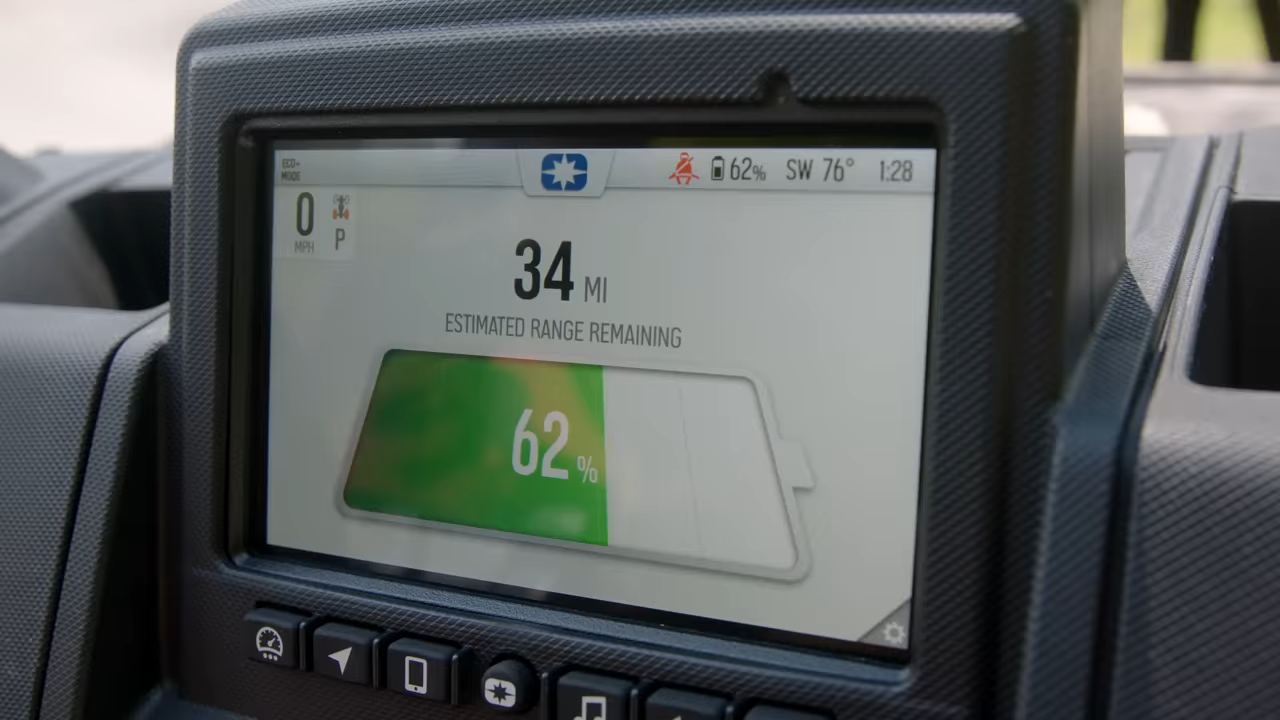 ECO+
MODE
62% SW 76° 1:28
0
MPH
P
34 MI
ESTIMATED RANGE REMAINING
62%